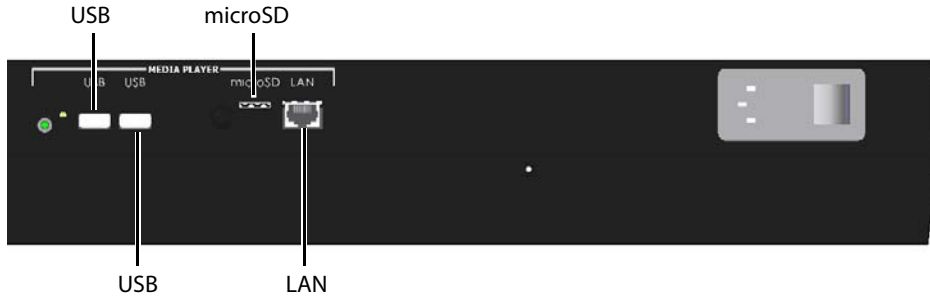 USB microSD
MEDIA PLAYER
USB USB microSD LAN
USB LAN